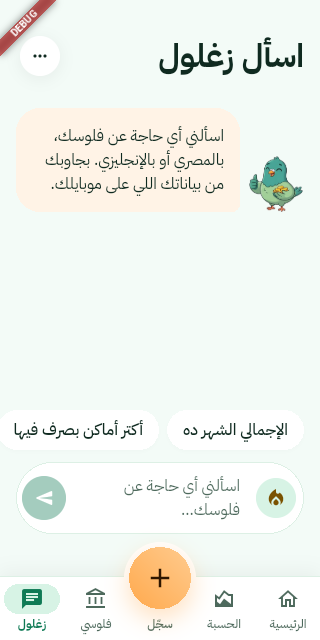 DEBUG
اسأل زغلول
اسألني أي حاجة عن فلوسك،
بالمصري أو بالإنجليزي. بجاوبك
من بياناتك اللي على موبايلك.
الإجمالي الشهر ده
أكتر أماكن بصرف فيها
اسألني أي حاجة عن
فلوسك...
الرئيسية
الحسبة
سجّل
فلوسي
زغلول